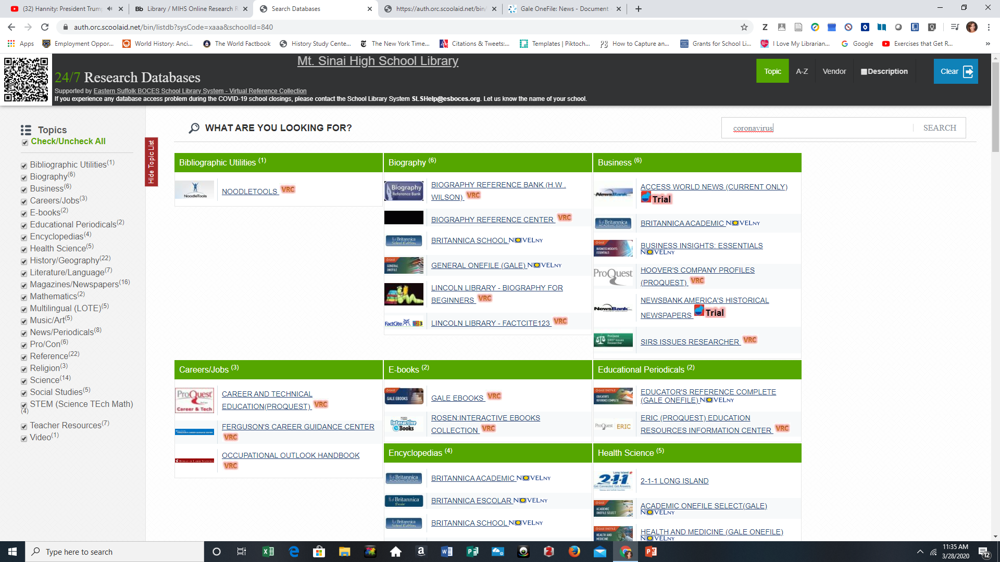 (32) Hannity: President Trump
Library / MIHS Online Research R
Search Databases
https://auth.orc.scoolaid.net/bin/
Gale OneFile: News - Document
auth.orc.scoolaid.net/bin/listdb?sysCode=xaaa&schoolId=840
Apps
Employment Oppor...
World History: Anci...
The World Factbook
History Study Cente...
The New York Time...
Citations & Tweets:...
Templates | Piktoch...
How to Capture an...
Grants for School Li...
I Love My Librarian...
Google
Exercises that Get R...
Mt. Sinai High School Library
24/7 Research Databases
Supported by Eastern Suffolk BOCES School Library System - Virtual Reference Collection
If you experience any database access problem during the COVID-19 school closings, please contact the School Library System SLSHelp@esboces.org. Let us know the name of your school.
Topic
A-Z
Vendor
Description
Clear
Topics
Check/Uncheck All
Bibliographic Utilities(1)
Biography(6)
Business(6)
Careers/Jobs(3)
E-books(2)
Educational Periodicals(2)
Encyclopedias(4)
Health Science(5)
History/Geography(22)
Literature/Language(7)
Magazines/Newspapers(16)
Mathematics(2)
Multilingual (LOTE)(5)
Music/Art(5)
News/Periodicals(8)
Pro/Con(6)
Reference(22)
Religion(3)
Science(14)
Social Studies(5)
STEM (Science TEch Math)
(4)
Teacher Resources(7)
Video(1)
Hide Topic List
WHAT ARE YOU LOOKING FOR?
coronavirus
SEARCH
Bibliographic Utilities (1)
NoodleTools
NOODLETOOLS VRC
Biography (6)
Biography
Reference Bank
BIOGRAPHY REFERENCE BANK (H.W .
WILSON) VRC
BIOGRAPHY REFERENCE CENTER VRC
Britannica
School Edition
BRITANNICA SCHOOL NOVELNY
GALE
GENERAL
ONEFILE
GENERAL ONEFILE (GALE) NOVELNY
LINCOLN LIBRARY - BIOGRAPHY FOR
BEGINNERS VRC
FactCite 123
LINCOLN LIBRARY - FACTCITE123 VRC
Business (6)
NewsBank
ACCESS WORLD NEWS (CURRENT ONLY)
Trial
Britannica
ACADEMIC EDITION
BRITANNICA ACADEMIC NOVELNY
GALE
BUSINESS INSIGHTS:
ESSENTIALS
BUSINESS INSIGHTS: ESSENTIALS
NOVELNY
ProQuest
HOOVER'S COMPANY PROFILES
(PROQUEST) VRC
NewsBank
NEWSBANK AMERICA'S HISTORICAL
NEWSPAPERS Trial
ProQuest
SIRS Issues
Researcher
SIRS ISSUES RESEARCHER VRC
Careers/Jobs (3)
ProQuest
Career & Tech
CAREER AND TECHNICAL
EDUCATION(PROQUEST) VRC
FERGUSON'S CAREER GUIDANCE CENTER
FERGUSON'S CAREER GUIDANCE CENTER
VRC
BUREAU OF LABOR STATISTICS
OCCUPATIONAL OUTLOOK HANDBOOK
VRC
E-books (2)
GALE
GALE EBOOKS
GALE EBOOKS VRC
Interactive
eBooks
ROSEN:INTERACTIVE EBOOKS
COLLECTION VRC
Educational Periodicals (2)
GALE ONEFILE
EDUCATOR'S
REFERENCE COMPLETE
EDUCATOR'S REFERENCE COMPLETE
(GALE ONEFILE) NOVELNY
ProQuest ERIC
ERIC (PROQUEST) EDUCATION
RESOURCES INFORMATION CENTER VRC
Encyclopedias (4)
Britannica
ACADEMIC EDITION
BRITANNICA ACADEMIC NOVELNY
Britannica
Escolar
BRITANNICA ESCOLAR NOVELNY
Britannica
School Edition
BRITANNICA SCHOOL NOVELNY
Health Science (5)
Long Island
2-1-1
Get Connected. Get Answers.
2-1-1 LONG ISLAND
GALE
ACADEMIC
ONEFILE SELECT
ACADEMIC ONEFILE SELECT(GALE)
NOVELNY
GALE ONEFILE
HEALTH AND
MEDICINE
HEALTH AND MEDICINE (GALE ONEFILE)
NOVELNY
Type here to search
11:35 AM
3/28/2020
12